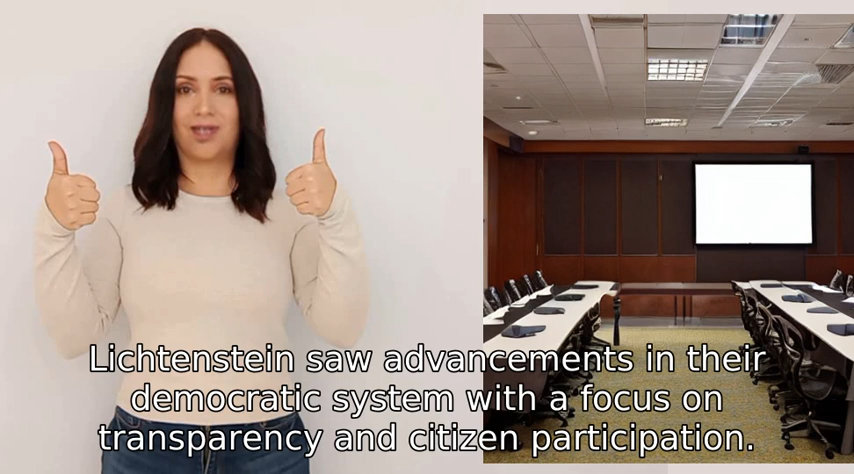 Lichtenstein saw advancements in their
democratic system with a focus on
transparency and citizen participation.